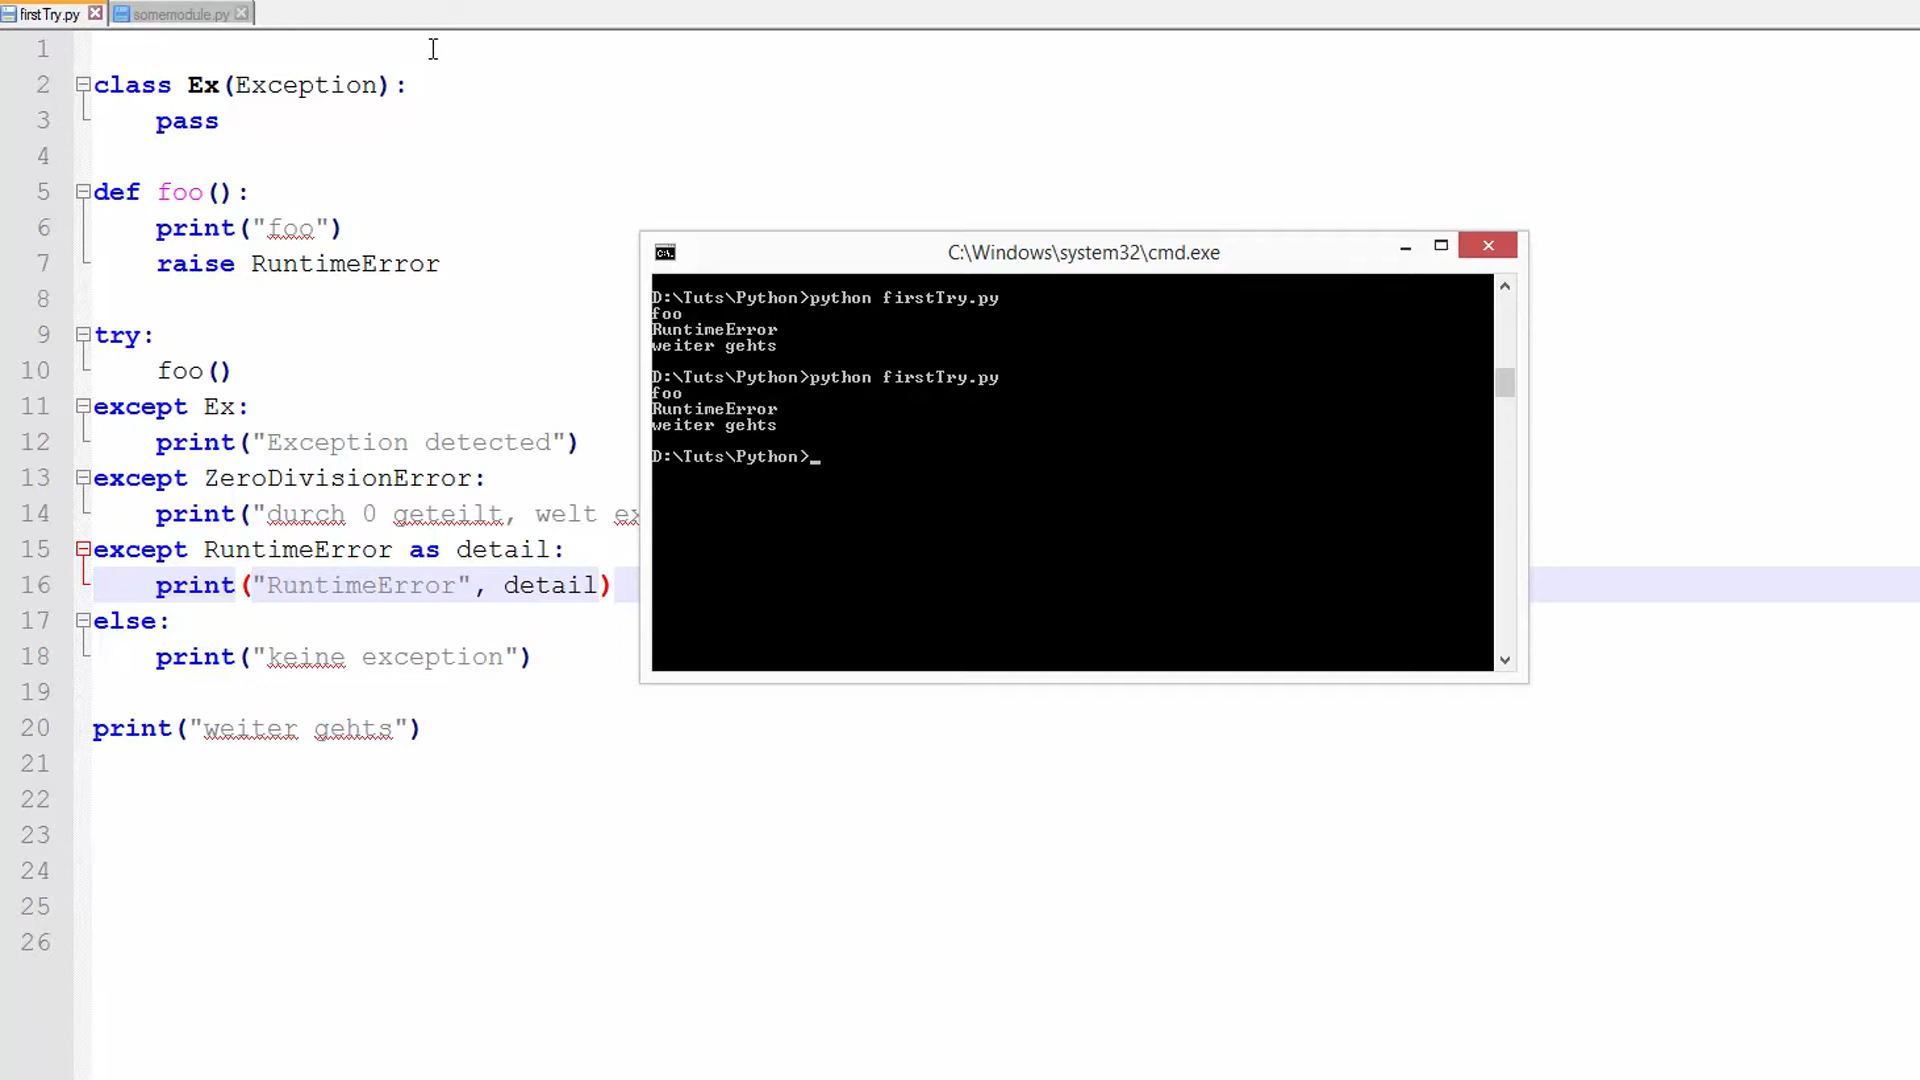 firstTry.py
somemodule.py
1
2 class Ex(Exception):
3 pass
4
5 def foo():
6 print("foo")
7 raise RuntimeError
8
9 try:
10 foo()
11 except Ex:
12 print("Exception detected")
13 except ZeroDivisionError:
14 print("durch 0 geteilt, welt
15 except RuntimeError as detail:
16 print("RuntimeError", detail)
17 else:
18 print("keine exception")
19
20 print("weiter gehts")
21
22
23
24
25
26
C:\Windows\system32\cmd.exe
D:\Tuts\Python>python firstTry.py
foo
RuntimeError
weiter gehts
D:\Tuts\Python>python firstTry.py
foo
RuntimeError
weiter gehts
D:\Tuts\Python>_